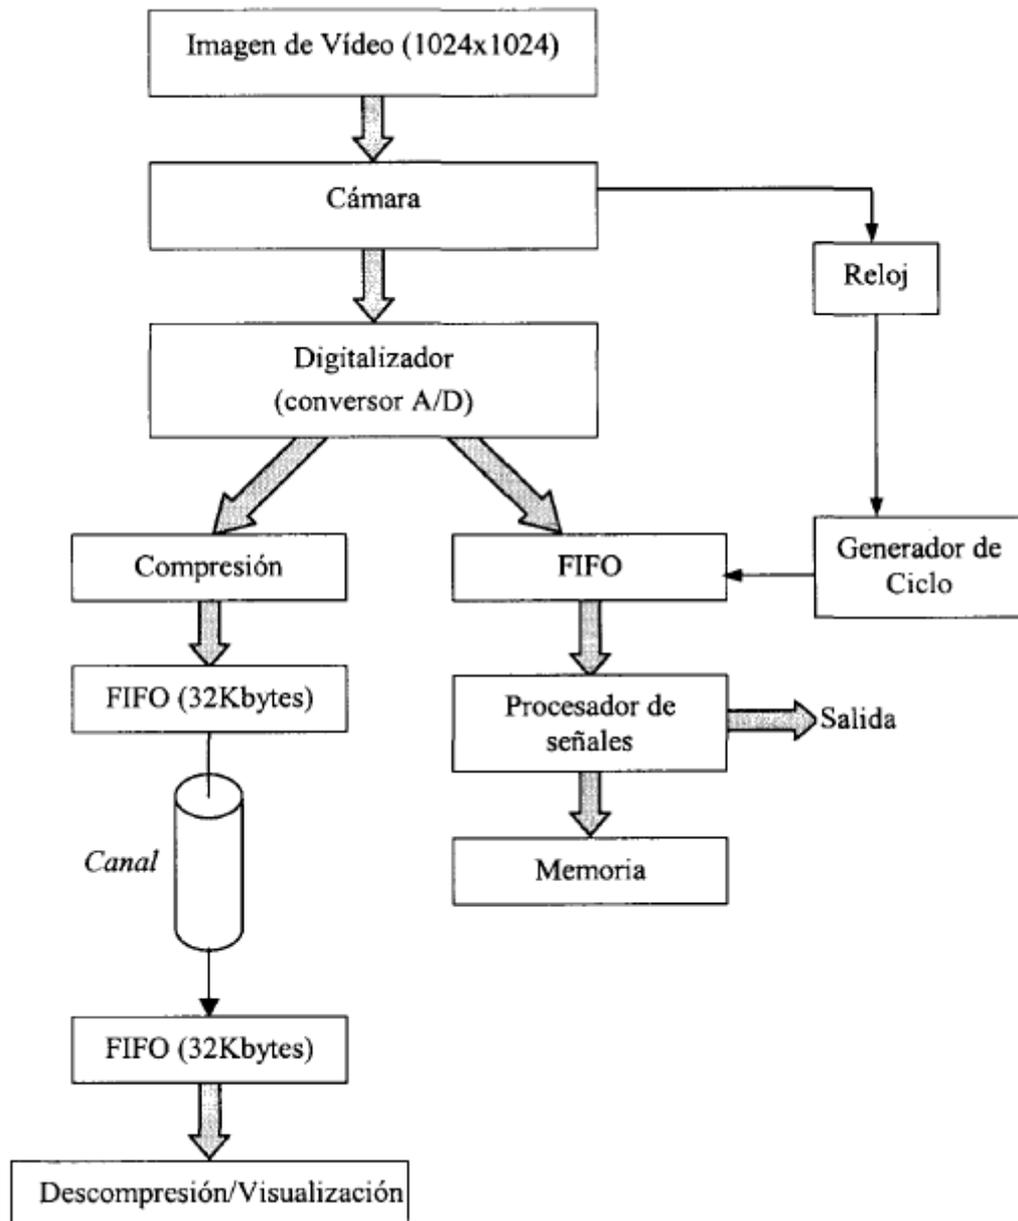 Imagen de Vídeo (1024x1024)
Cámara
Reloj
Digitalizador
(conversor A/D)
Compresión
FIFO
Generador de
Ciclo
FIFO (32Kbytes)
Procesador de
señales
Salida
Canal
Memoria
FIFO (32Kbytes)
Descompresión/Visualización